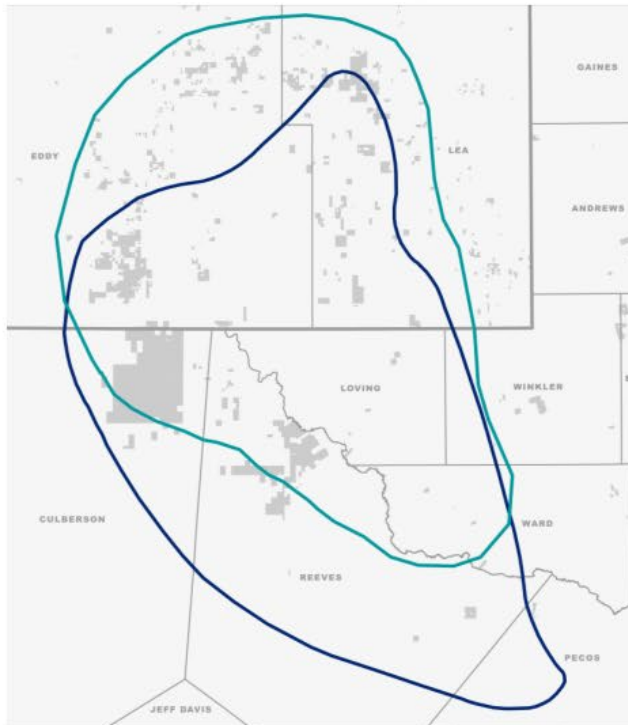 GAINES
EDDY
LEA
ANDREWS
LOVING
WINKLER
CULBERSON
WARD
REEVES
PECOS
JEFF DAVIS